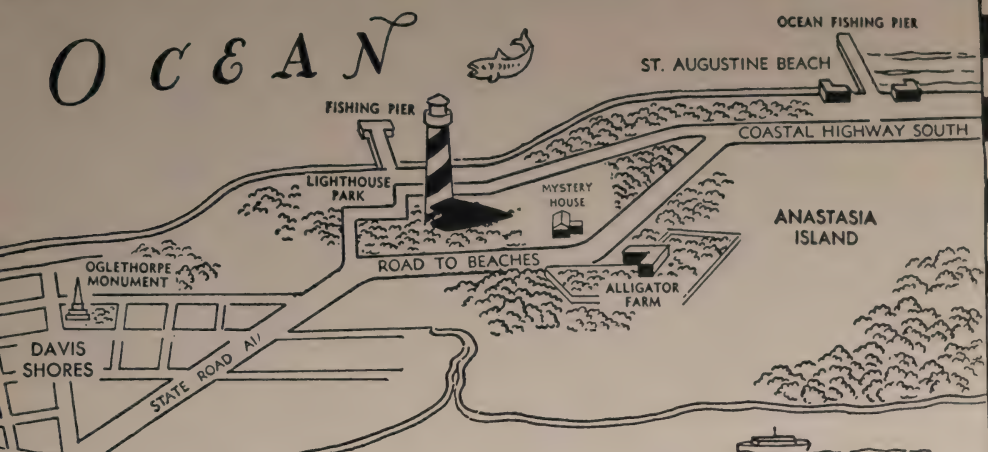 OCEAN
OCEAN FISHING PIER
ST. AUGUSTINE BEACH
FISHING PIER
COASTAL HIGHWAY SOUTH
LIGHTHOUSE
PARK
MYSTERY
HOUSE
ANASTASIA
ISLAND
ROAD TO BEACHES
OGLETHORPE
MONUMENT
ALLIGATOR
FARM
DAVIS
SHORES
STATE ROAD